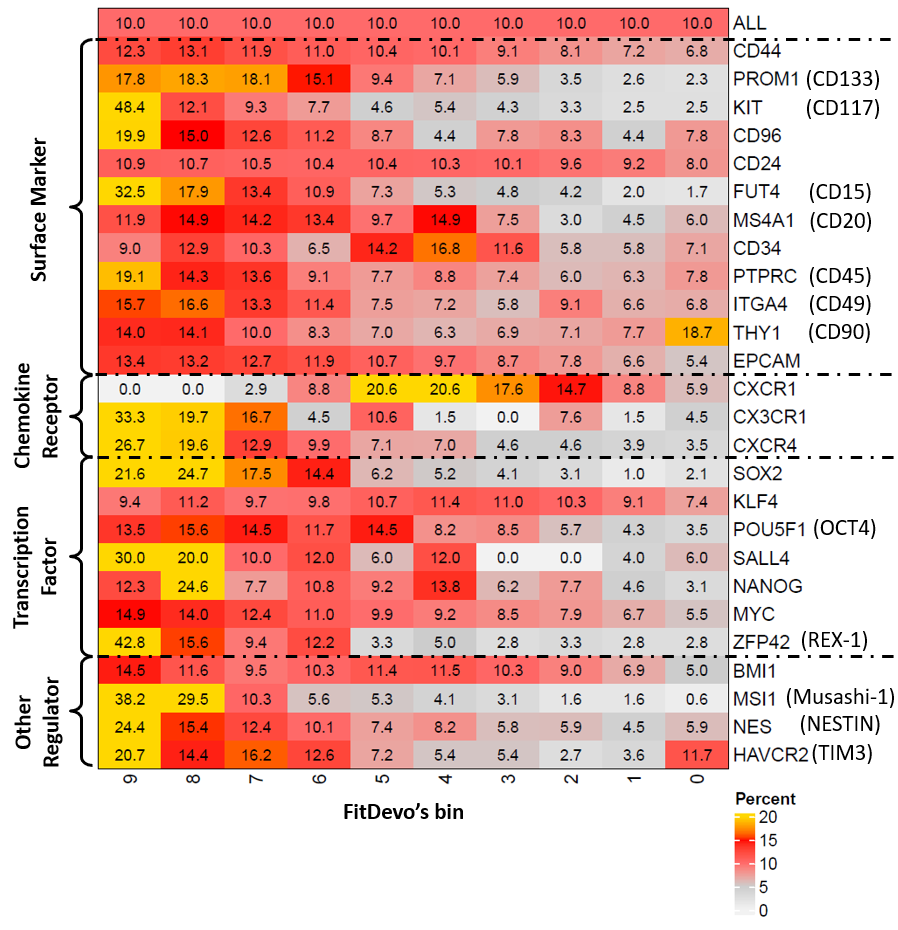 10.0 10.0 10.0 10.0 10.0 10.0 10.0 10.0 10.0 10.0 ALL
Surface Marker
12.3 13.1 11.9 11.0 10.4 10.1 9.1 8.1 7.2 6.8 CD44
17.8 18.3 18.1 15.1 9.4 7.1 5.9 3.5 2.6 2.3 PROM1 (CD133)
48.4 12.1 9.3 7.7 4.6 5.4 4.3 3.3 2.5 2.5 KIT (CD117)
19.9 15.0 12.6 11.2 8.7 4.4 7.8 8.3 4.4 7.8 CD96
10.9 10.7 10.5 10.4 10.4 10.3 10.1 9.6 9.2 8.0 CD24
32.5 17.9 13.4 10.9 7.3 5.3 4.8 4.2 2.0 1.7 FUT4 (CD15)
11.9 14.9 14.2 13.4 9.7 14.9 7.5 3.0 4.5 6.0 MS4A1 (CD20)
9.0 12.9 10.3 6.5 14.2 16.8 11.6 5.8 5.8 7.1 CD34
19.1 14.3 13.6 9.1 7.7 8.8 7.4 6.0 6.3 7.8 PTPRC (CD45)
15.7 16.6 13.3 11.4 7.5 7.2 5.8 9.1 6.6 6.8 ITGA4 (CD49)
14.0 14.1 10.0 8.3 7.0 6.3 6.9 7.1 7.7 18.7 THY1 (CD90)
13.4 13.2 12.7 11.9 10.7 9.7 8.7 7.8 6.6 5.4 EPCAM
Chemokine
Receptor
0.0 0.0 2.9 8.8 20.6 20.6 17.6 14.7 8.8 5.9 CXCR1
33.3 19.7 16.7 4.5 10.6 1.5 0.0 7.6 1.5 4.5 CX3CR1
26.7 19.6 12.9 9.9 7.1 7.0 4.6 4.6 3.9 3.5 CXCR4
Transcription
Factor
21.6 24.7 17.5 14.4 6.2 5.2 4.1 3.1 1.0 2.1 SOX2
9.4 11.2 9.7 9.8 10.7 11.4 11.0 10.3 9.1 7.4 KLF4
13.5 15.6 14.5 11.7 14.5 8.2 8.5 5.7 4.3 3.5 POU5F1 (OCT4)
30.0 20.0 10.0 12.0 6.0 12.0 0.0 0.0 4.0 6.0 SALL4
12.3 24.6 7.7 10.8 9.2 13.8 6.2 7.7 4.6 3.1 NANOG
14.9 14.0 12.4 11.0 9.9 9.2 8.5 7.9 6.7 5.5 MYC
42.8 15.6 9.4 12.2 3.3 5.0 2.8 3.3 2.8 2.8 ZFP42 (REX-1)
Other
Regulator
14.5 11.6 9.5 10.3 11.4 11.5 10.3 9.0 6.9 5.0 BMI1
38.2 29.5 10.3 5.6 5.3 4.1 3.1 1.6 1.6 0.6 MSI1 (Musashi-1)
24.4 15.4 12.4 10.1 7.4 8.2 5.8 5.9 4.5 5.9 NES (NESTIN)
20.7 14.4 16.2 12.6 7.2 5.4 5.4 2.7 3.6 11.7 HAVCR2 (TIM3)
9 8 7 6 5 4 3 2 1 0
FitDevo's bin
Percent
20
15
10
5
0